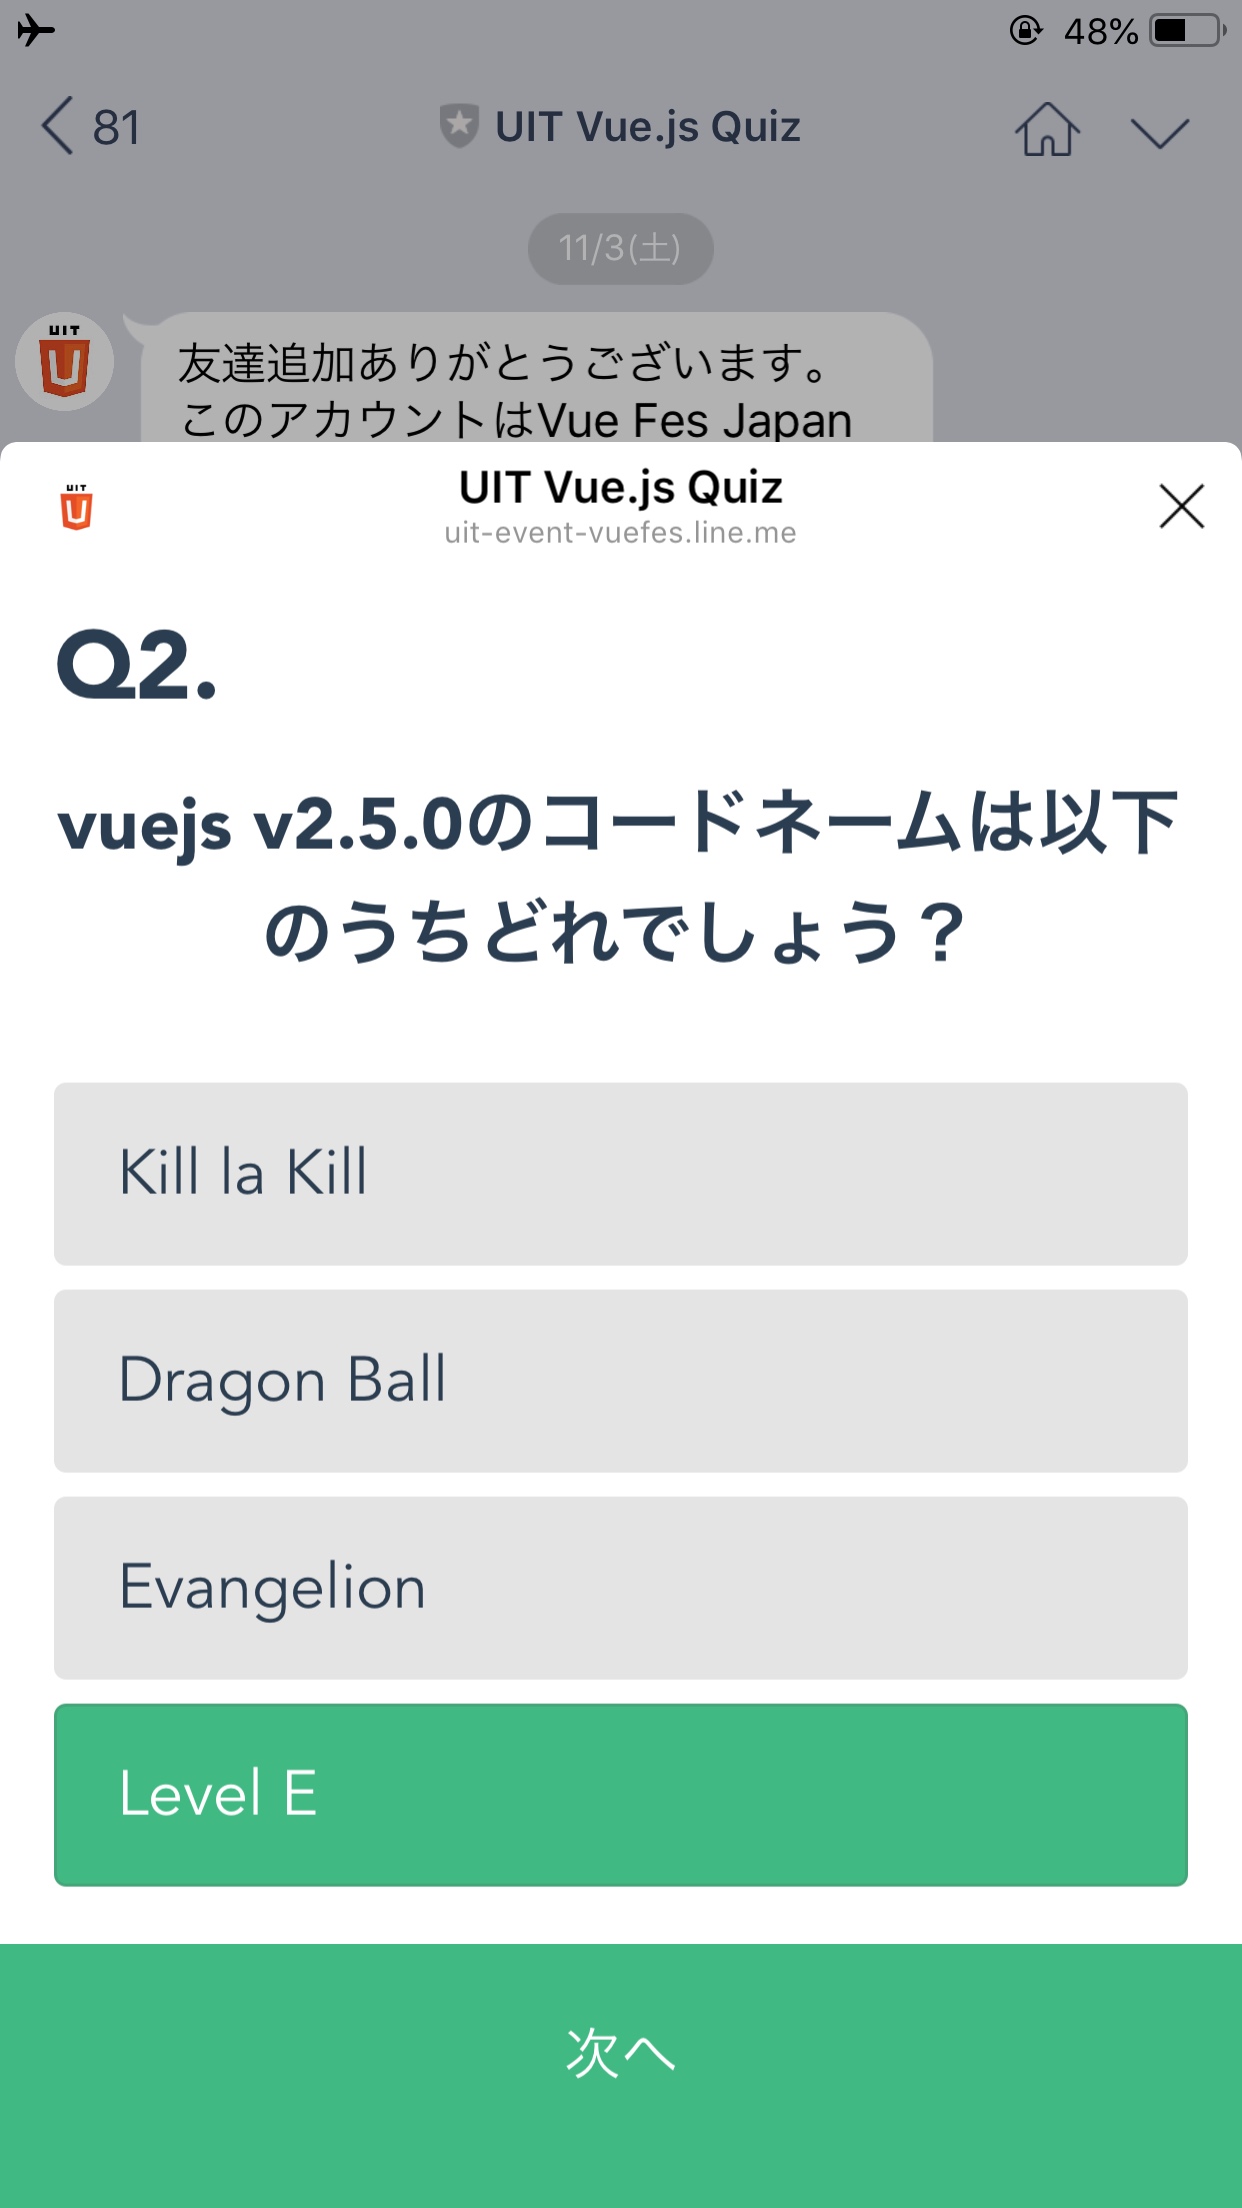 48%
81
UIT Vue.js Quiz
11/3(土)
UIT
友達追加ありがとうございます。
このアカウントはVue Fes Japan
UIT
UIT Vue.js Quiz
uit-event-vuefes.line.me
Q2.
vuejs v2.5.0のコードネームは以下
のうちどれでしょう？
Kill la Kill
Dragon Ball
Evangelion
Level E
次へ